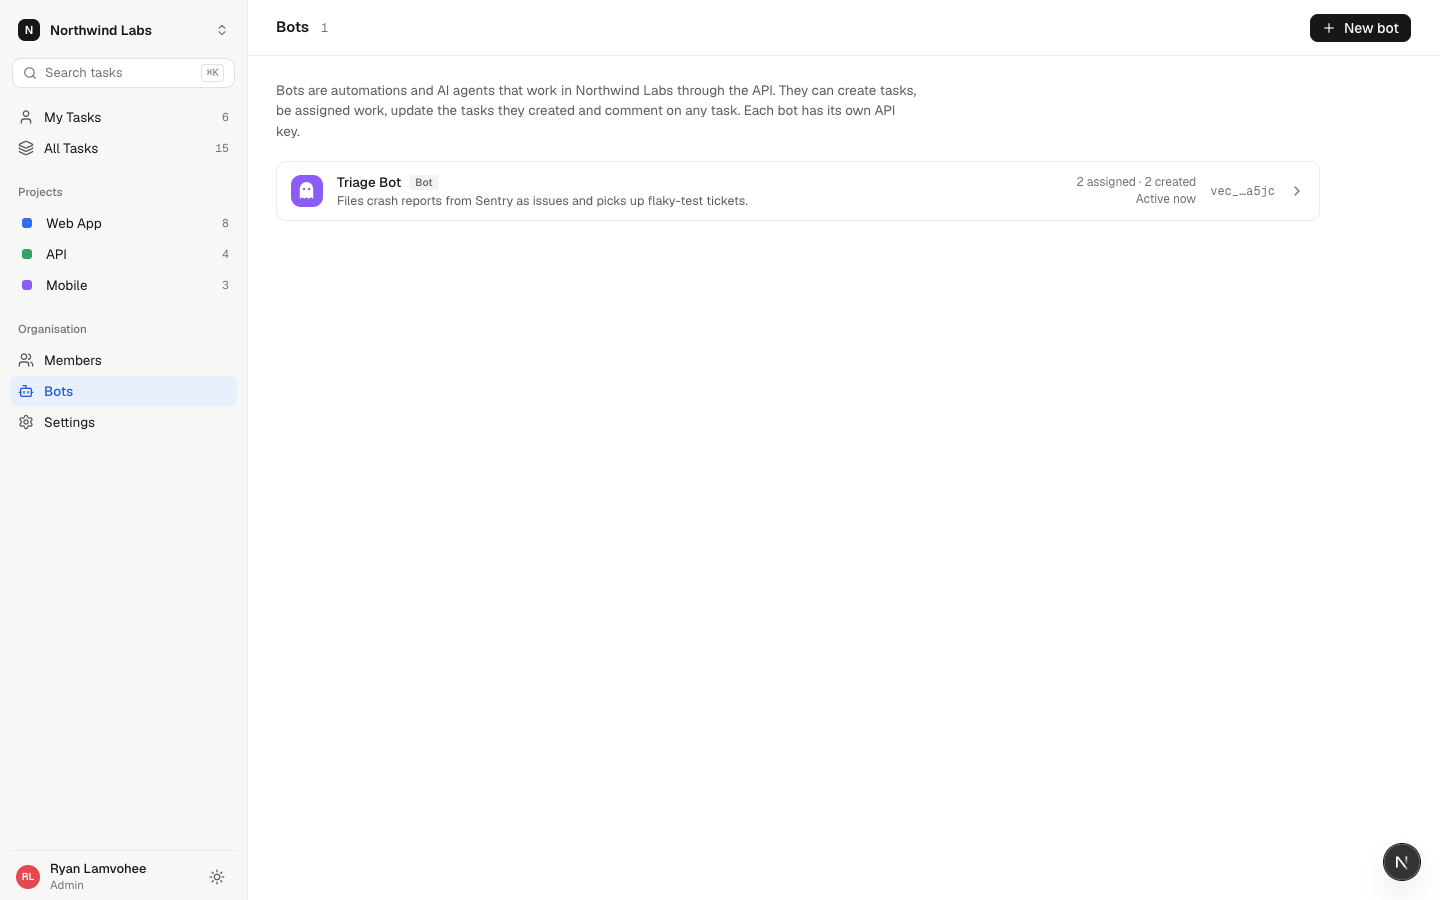 N Northwind Labs
Search tasks ⌘K
My Tasks 6
All Tasks 15
Projects
Web App 8
API 4
Mobile 3
Organisation
Members
Bots
Settings
RL Ryan Lamvohee
Admin
Bots 1
New bot
Bots are automations and AI agents that work in Northwind Labs through the API. They can create tasks,
be assigned work, update the tasks they created and comment on any task. Each bot has its own API
key.
Triage Bot Bot
Files crash reports from Sentry as issues and picks up flaky-test tickets.
2 assigned · 2 created
Active now
vec_…a5jc
N